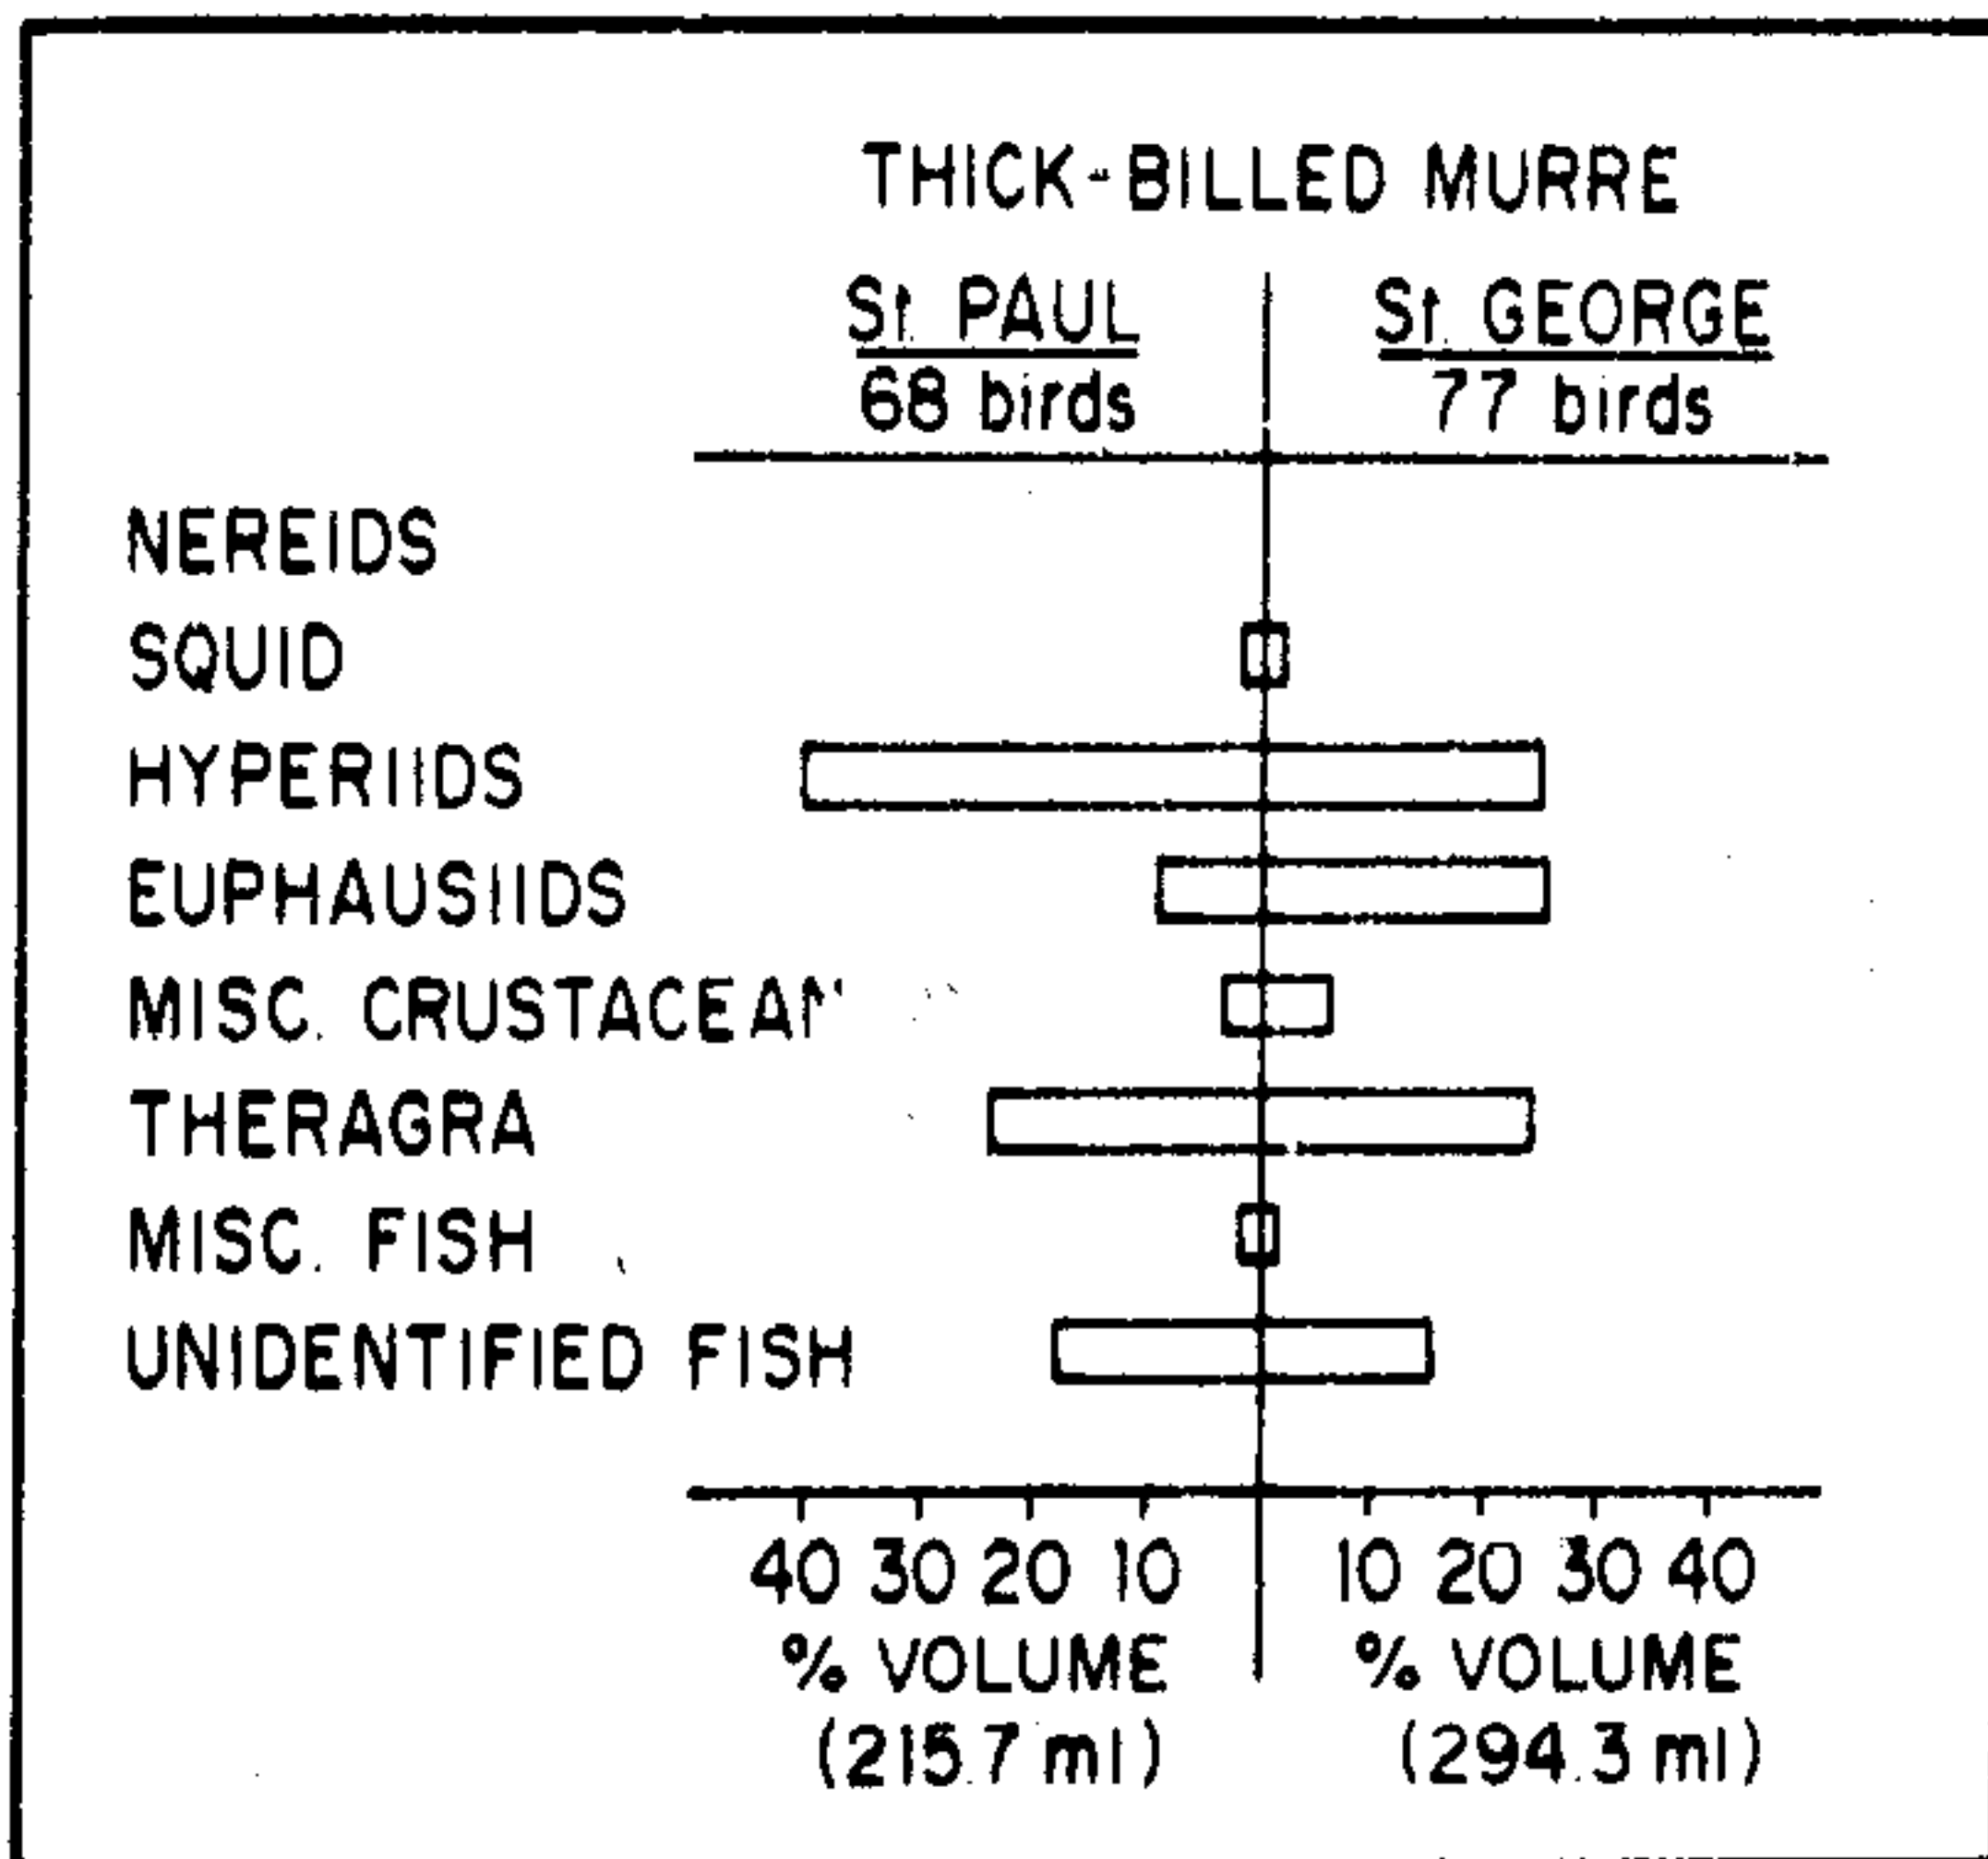 THICK-BILLED MURRE
St. PAUL St. GEORGE
68 birds 77 birds
NEREIDS
SQUID
HYPERIIDS
EUPHAUSIIDS
MISC. CRUSTACEAN
THERAGRA
MISC. FISH
UNIDENTIFIED FISH
40 30 20 10 10 20 30 40
% VOLUME % VOLUME
(215.7 ml) (294.3 ml)